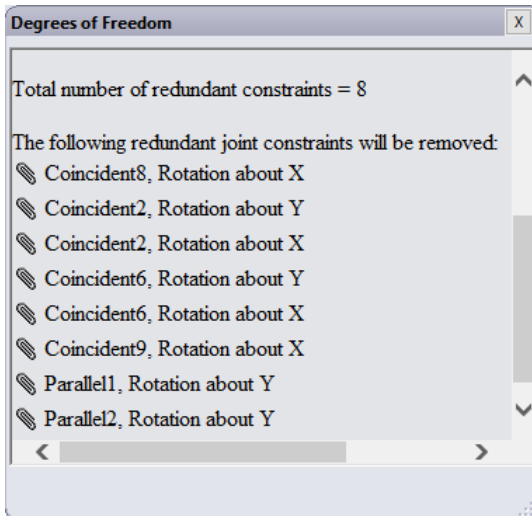 Degrees of Freedom
X
Total number of redundant constraints = 8
The following redundant joint constraints will be removed:
Coincident8, Rotation about X
Coincident2, Rotation about Y
Coincident2, Rotation about X
Coincident6, Rotation about Y
Coincident6, Rotation about X
Coincident9, Rotation about X
Parallel1, Rotation about Y
Parallel2, Rotation about Y